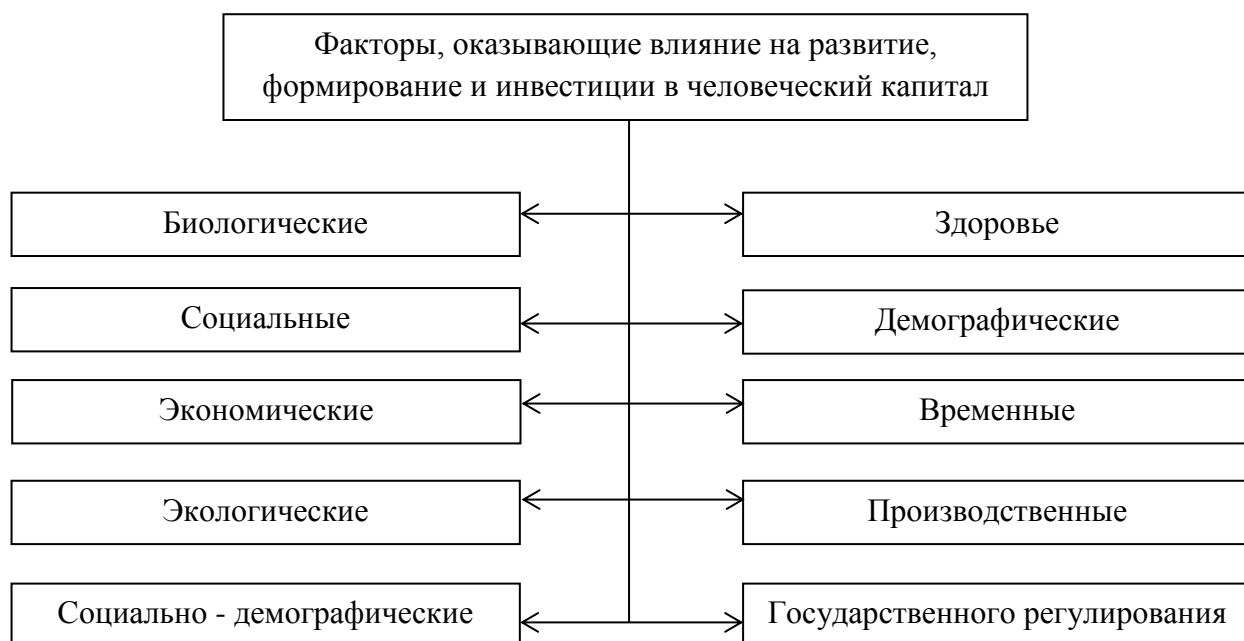 Факторы, оказывающие влияние на развитие,
формирование и инвестиции в человеческий капитал
Биологические
Здоровье
Социальные
Демографические
Экономические
Временные
Экологические
Производственные
Социально - демографические
Государственного регулирования